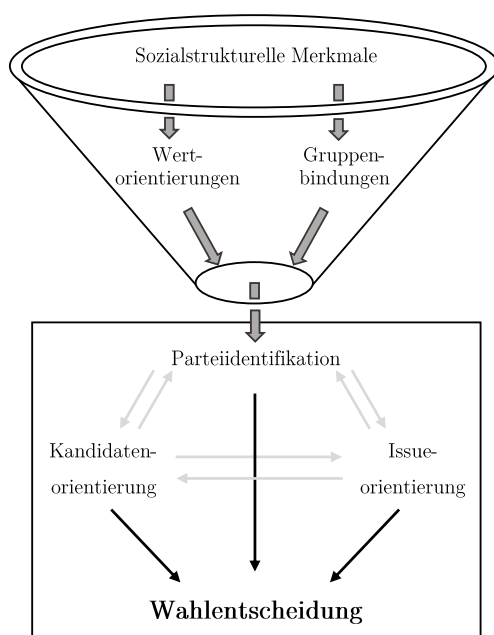 Sozialstrukturelle Merkmale
Wert-
orientierungen
Gruppen-
bindungen
Parteiidentifikation
Kandidaten-
orientierung
Issue-
orientierung
Wahlentscheidung